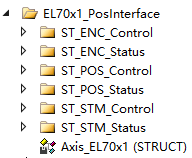 EL70x1_PosInterface
ST_ENC_Control
ST_ENC_Status
ST_POS_Control
ST_POS_Status
ST_STM_Control
ST_STM_Status
Axis_EL70x1 (STRUCT)